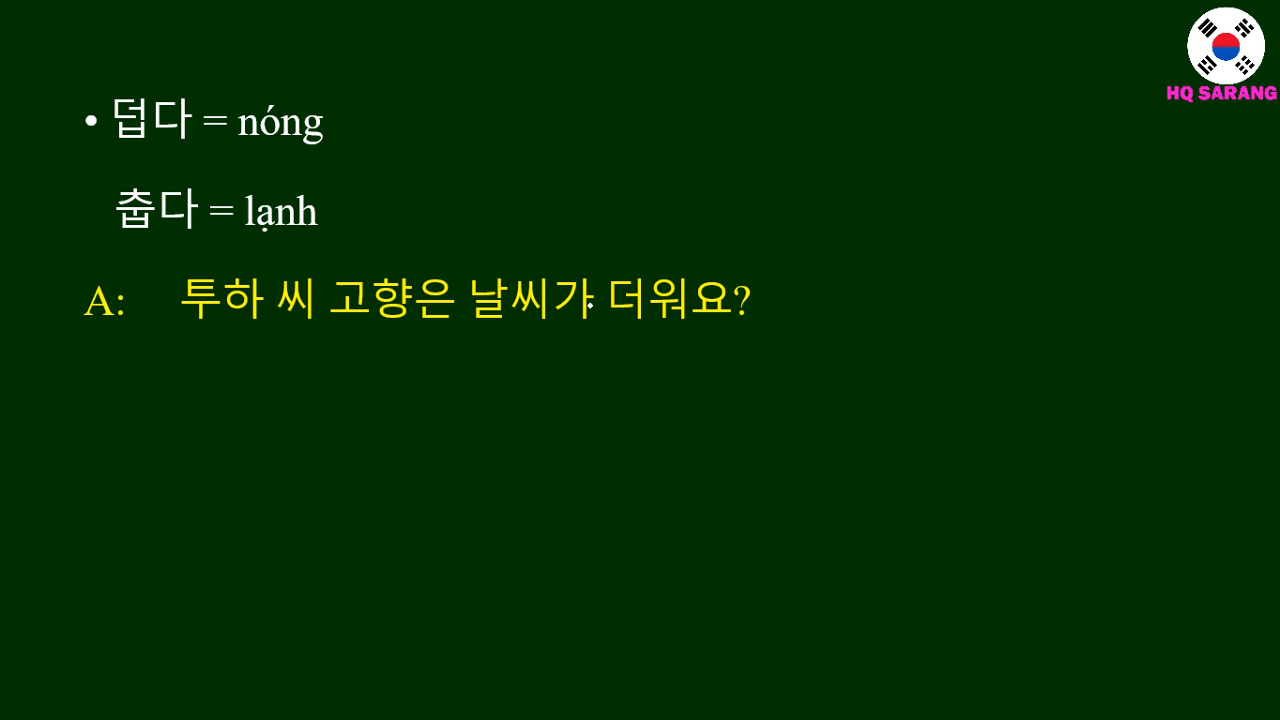 HQ SARANG
• 덥다 = nóng
춥다 = lạnh
A: 투하 씨 고향은 날씨가 더워요?